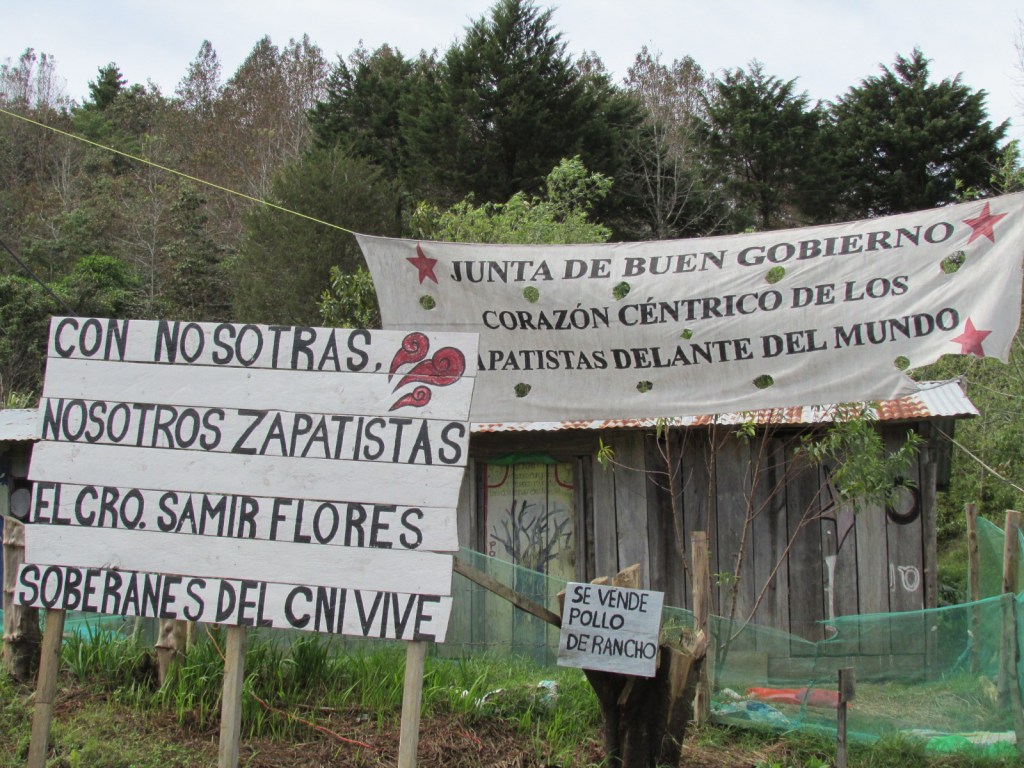 JUNTA DE BUEN GOBIERNO
CORAZÓN CÉNTRICO DE LOS
ZAPATISTAS DELANTE DEL MUNDO
CON NOSOTRAS,
NOSOTROS ZAPATISTAS
EL CRO. SAMIR FLORES
SOBERANES DEL CNI VIVE
SE VENDE
POLLO
DE RANCHO